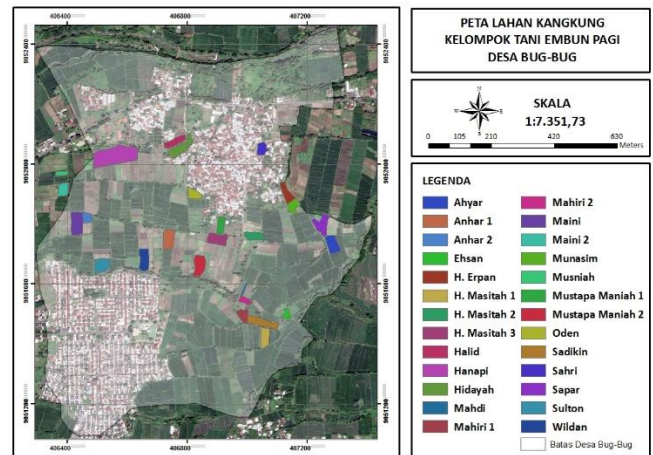 406400
406800
407200
9052400
9052000
9051600
9051200
9052400
9052000
9051600
9051200
406400
406800
407200
PETA LAHAN KANGKUNG
KELOMPOK TANI EMBUN PAGI
DESA BUG-BUG
SKALA
1:7.351,73
0 105 210 420 630
Meters
LEGENDA
Ahyar
Anhar 1
Anhar 2
Ehsan
H. Erpan
H. Masitah 1
H. Masitah 2
H. Masitah 3
Halid
Hanapi
Hidayah
Mahdi
Mahiri 1
Mahiri 2
Maini
Maini 2
Munasim
Musniah
Mustapa Maniah 1
Mustapa Maniah 2
Oden
Sadikin
Sahri
Sapar
Sulton
Wildan
Batas Desa Bug-Bug